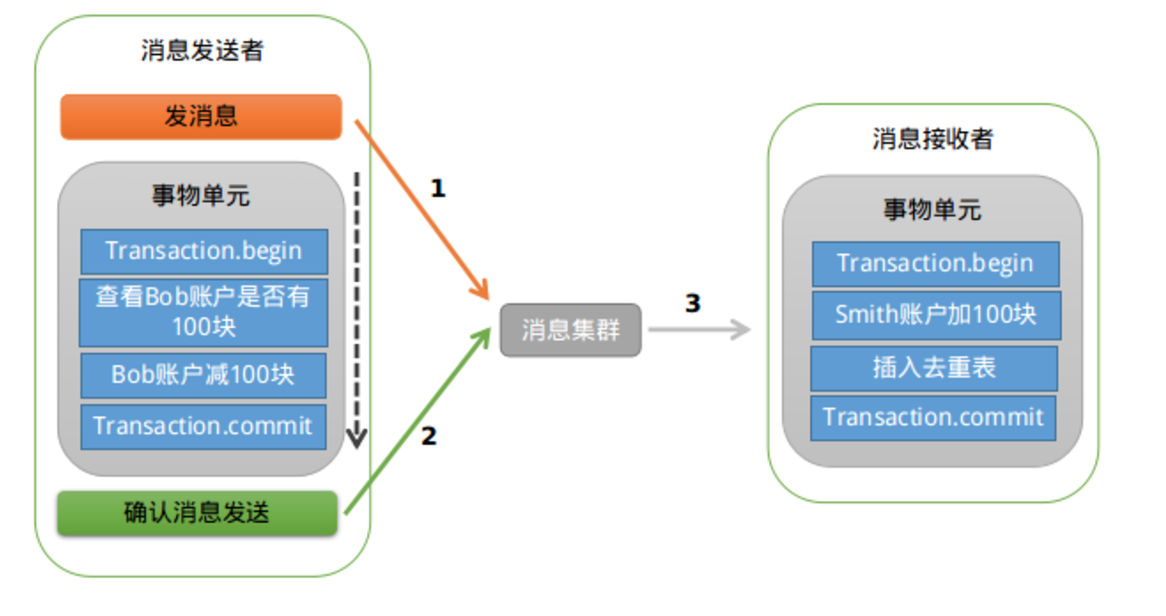 消息发送者
发消息
事物单元
Transaction.begin
查看Bob账户是否有
100块
Bob账户减100块
Transaction.commit
确认消息发送
1
2
消息集群
3
消息接收者
事物单元
Transaction.begin
Smith账户加100块
插入去重表
Transaction.commit